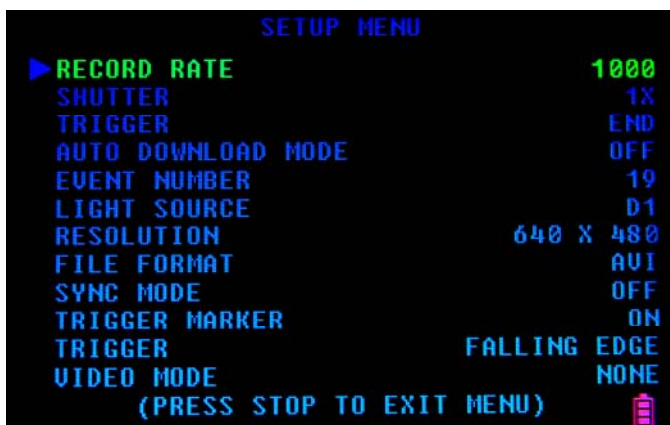 SETUP MENU
RECORD RATE 1000
SHUTTER 1X
TRIGGER END
AUTO DOWNLOAD MODE OFF
EVENT NUMBER 19
LIGHT SOURCE D1
RESOLUTION 640 X 480
FILE FORMAT AVI
SYNC MODE OFF
TRIGGER MARKER ON
TRIGGER FALLING EDGE
VIDEO MODE NONE
(PRESS STOP TO EXIT MENU)